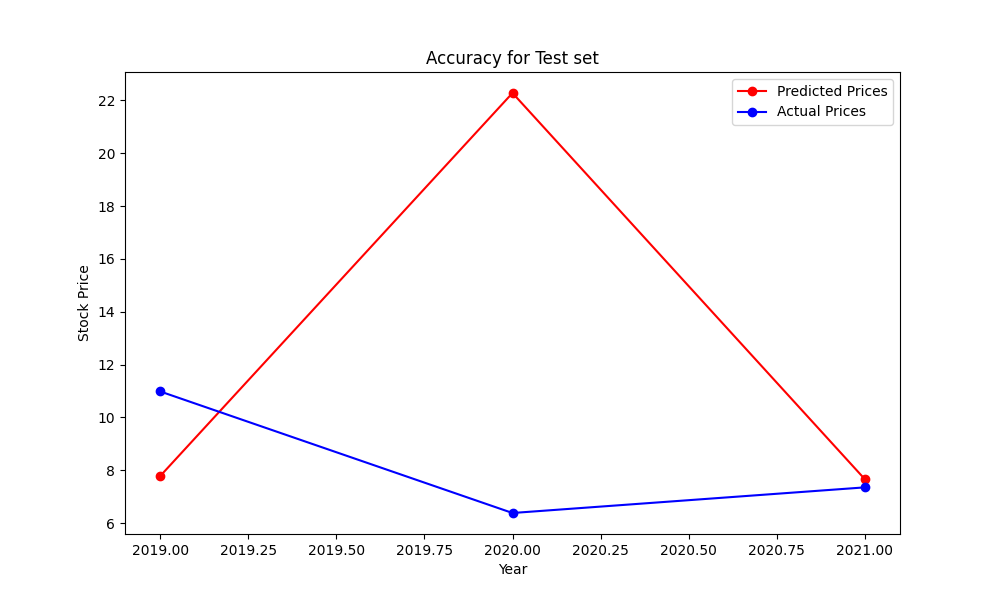 Accuracy for Test set
Predicted Prices
Actual Prices
Stock Price
22
20
18
16
14
12
10
8
6
2019.00 2019.25 2019.50 2019.75 2020.00 2020.25 2020.50 2020.75 2021.00
Year